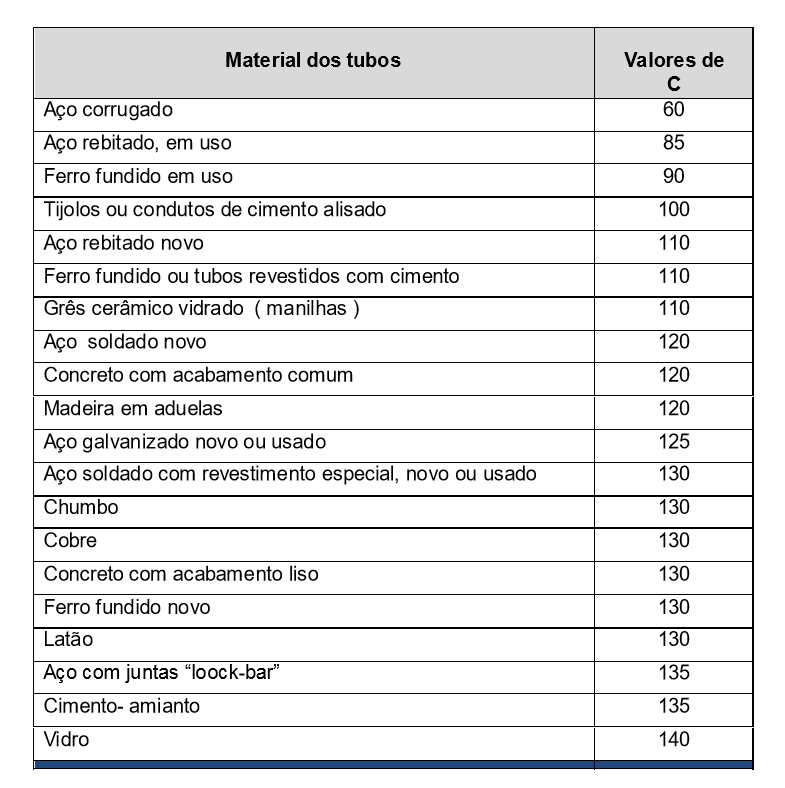 Material dos tubos Valores de
C
Aço corrugado 60
Aço rebitado, em uso 85
Ferro fundido em uso 90
Tijolos ou condutos de cimento alisado 100
Aço rebitado novo 110
Ferro fundido ou tubos revestidos com cimento 110
Grês cerâmico vidrado ( manilhas ) 110
Aço soldado novo 120
Concreto com acabamento comum 120
Madeira em aduelas 120
Aço galvanizado novo ou usado 125
Aço soldado com revestimento especial, novo ou usado 130
Chumbo 130
Cobre 130
Concreto com acabamento liso 130
Ferro fundido novo 130
Latão 130
Aço com juntas “loock-bar” 135
Cimento- amianto 135
Vidro 140